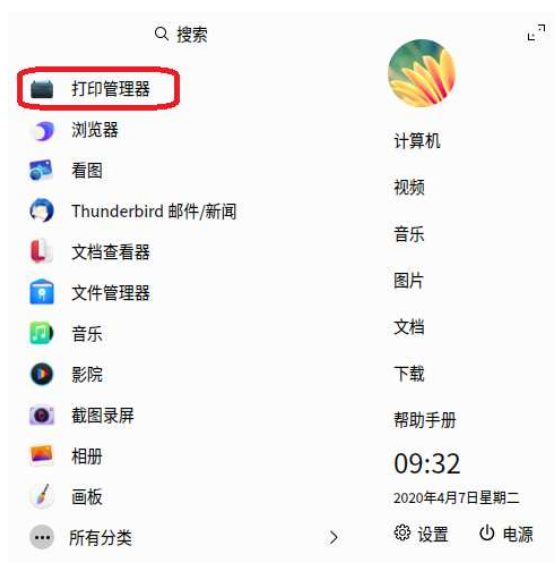 搜索
打印管理器
浏览器
看图
Thunderbird 邮件/新闻
文档查看器
文件管理器
音乐
影院
截图录屏
相册
画板
所有分类
计算机
视频
音乐
图片
文档
下载
帮助手册
09:32
2020年4月7日星期二
设置 电源